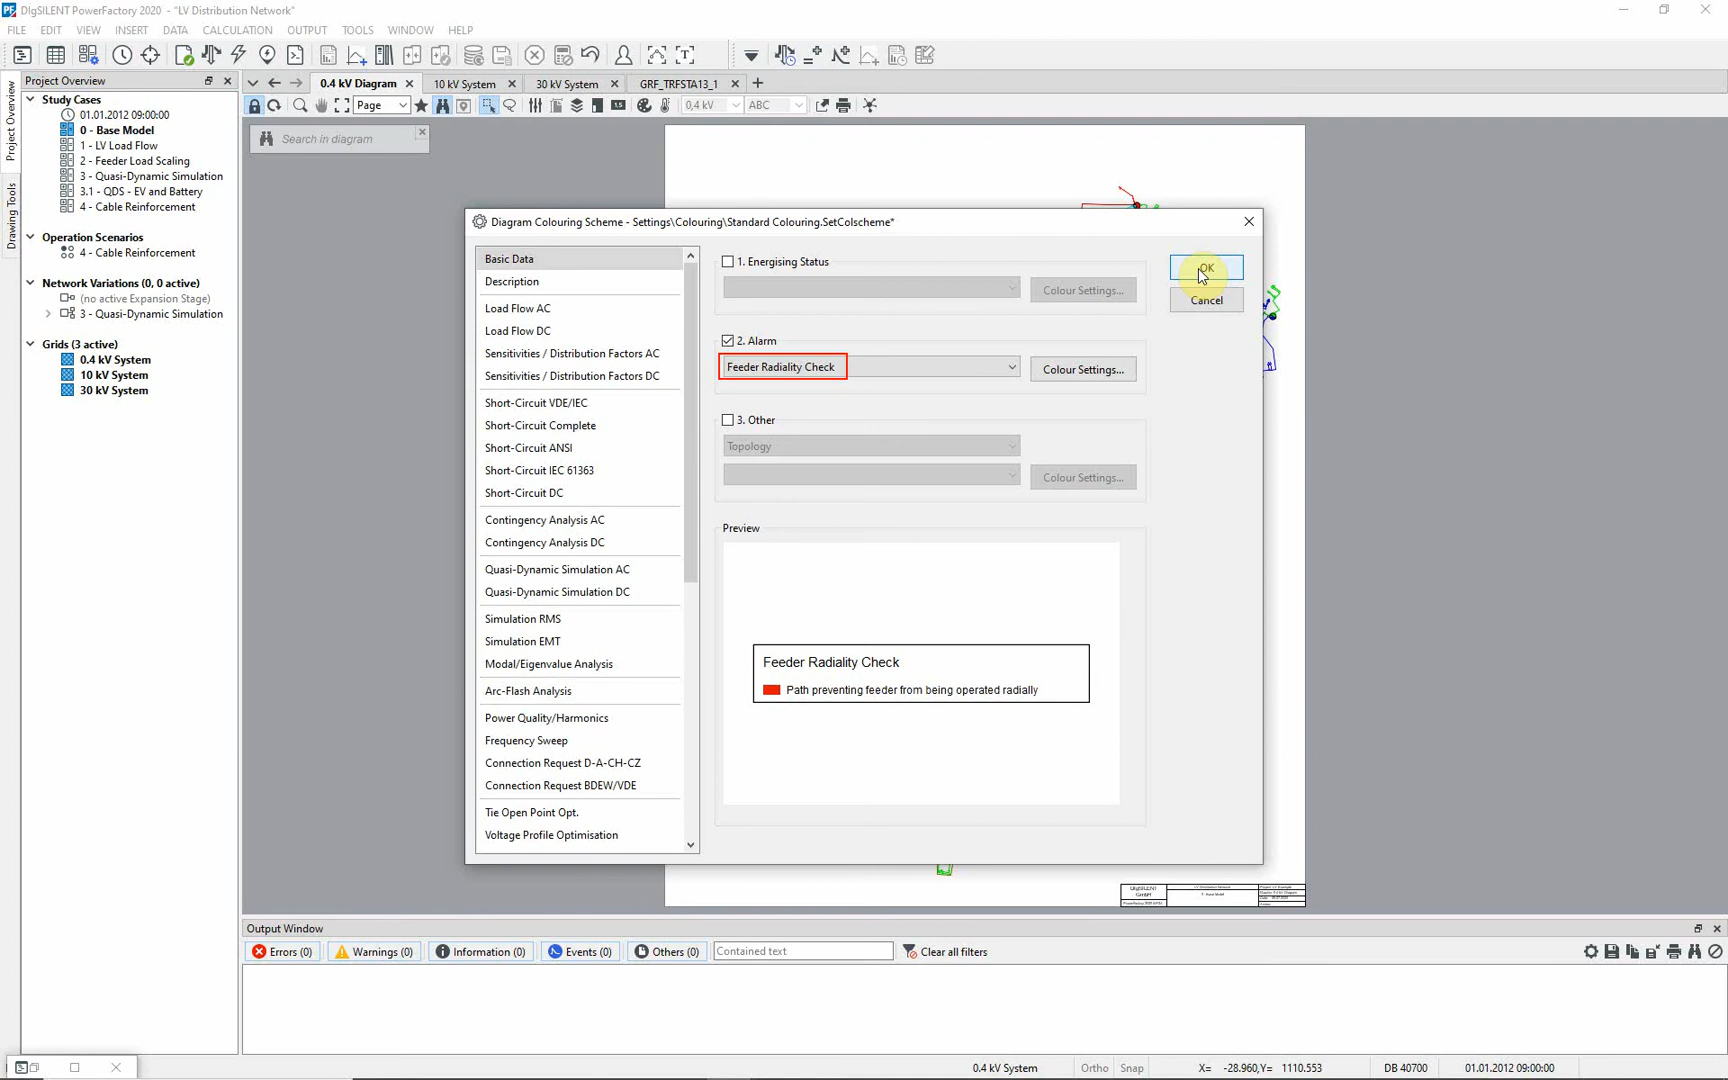 DIgSILENT PowerFactory 2020 - "LV Distribution Network"
FILE EDIT VIEW INSERT DATA CALCULATION OUTPUT TOOLS WINDOW HELP
Project Overview
0.4 kV Diagram 10 kV System 30 kV System GRF_TRFSTA13_1
Page 0,4 kV ABC
Project Overview
Drawing Tools
Study Cases
01.01.2012 09:00:00
0 - Base Model
1 - LV Load Flow
2 - Feeder Load Scaling
3 - Quasi-Dynamic Simulation
3.1 - QDS - EV and Battery
4 - Cable Reinforcement
Operation Scenarios
4 - Cable Reinforcement
Network Variations (0, 0 active)
(no active Expansion Stage)
3 - Quasi-Dynamic Simulation
Grids (3 active)
0.4 kV System
10 kV System
30 kV System
Search in diagram
Diagram Colouring Scheme - Settings\Colouring\Standard Colouring.SetColscheme*
Basic Data
Description
Load Flow AC
Load Flow DC
Sensitivities / Distribution Factors AC
Sensitivities / Distribution Factors DC
Short-Circuit VDE/IEC
Short-Circuit Complete
Short-Circuit ANSI
Short-Circuit IEC 61363
Short-Circuit DC
Contingency Analysis AC
Contingency Analysis DC
Quasi-Dynamic Simulation AC
Quasi-Dynamic Simulation DC
Simulation RMS
Simulation EMT
Modal/Eigenvalue Analysis
Arc-Flash Analysis
Power Quality/Harmonics
Frequency Sweep
Connection Request D-A-CH-CZ
Connection Request BDEW/VDE
Tie Open Point Opt.
Voltage Profile Optimisation
1. Energising Status
Colour Settings...
2. Alarm
Feeder Radiality Check
Colour Settings...
3. Other
Topology
Colour Settings...
Preview
Feeder Radiality Check
Path preventing feeder from being operated radially
OK
Cancel
Output Window
Errors (0) Warnings (0) Information (0) Events (0) Others (0) Contained text Clear all filters
0.4 kV System Ortho Snap X= -28.960,Y= 1110.553 DB 40700 01.01.2012 09:00:00